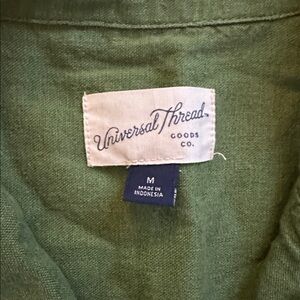 Universal Thread
GOODS
CO.
M
MADE IN
INDONESIA